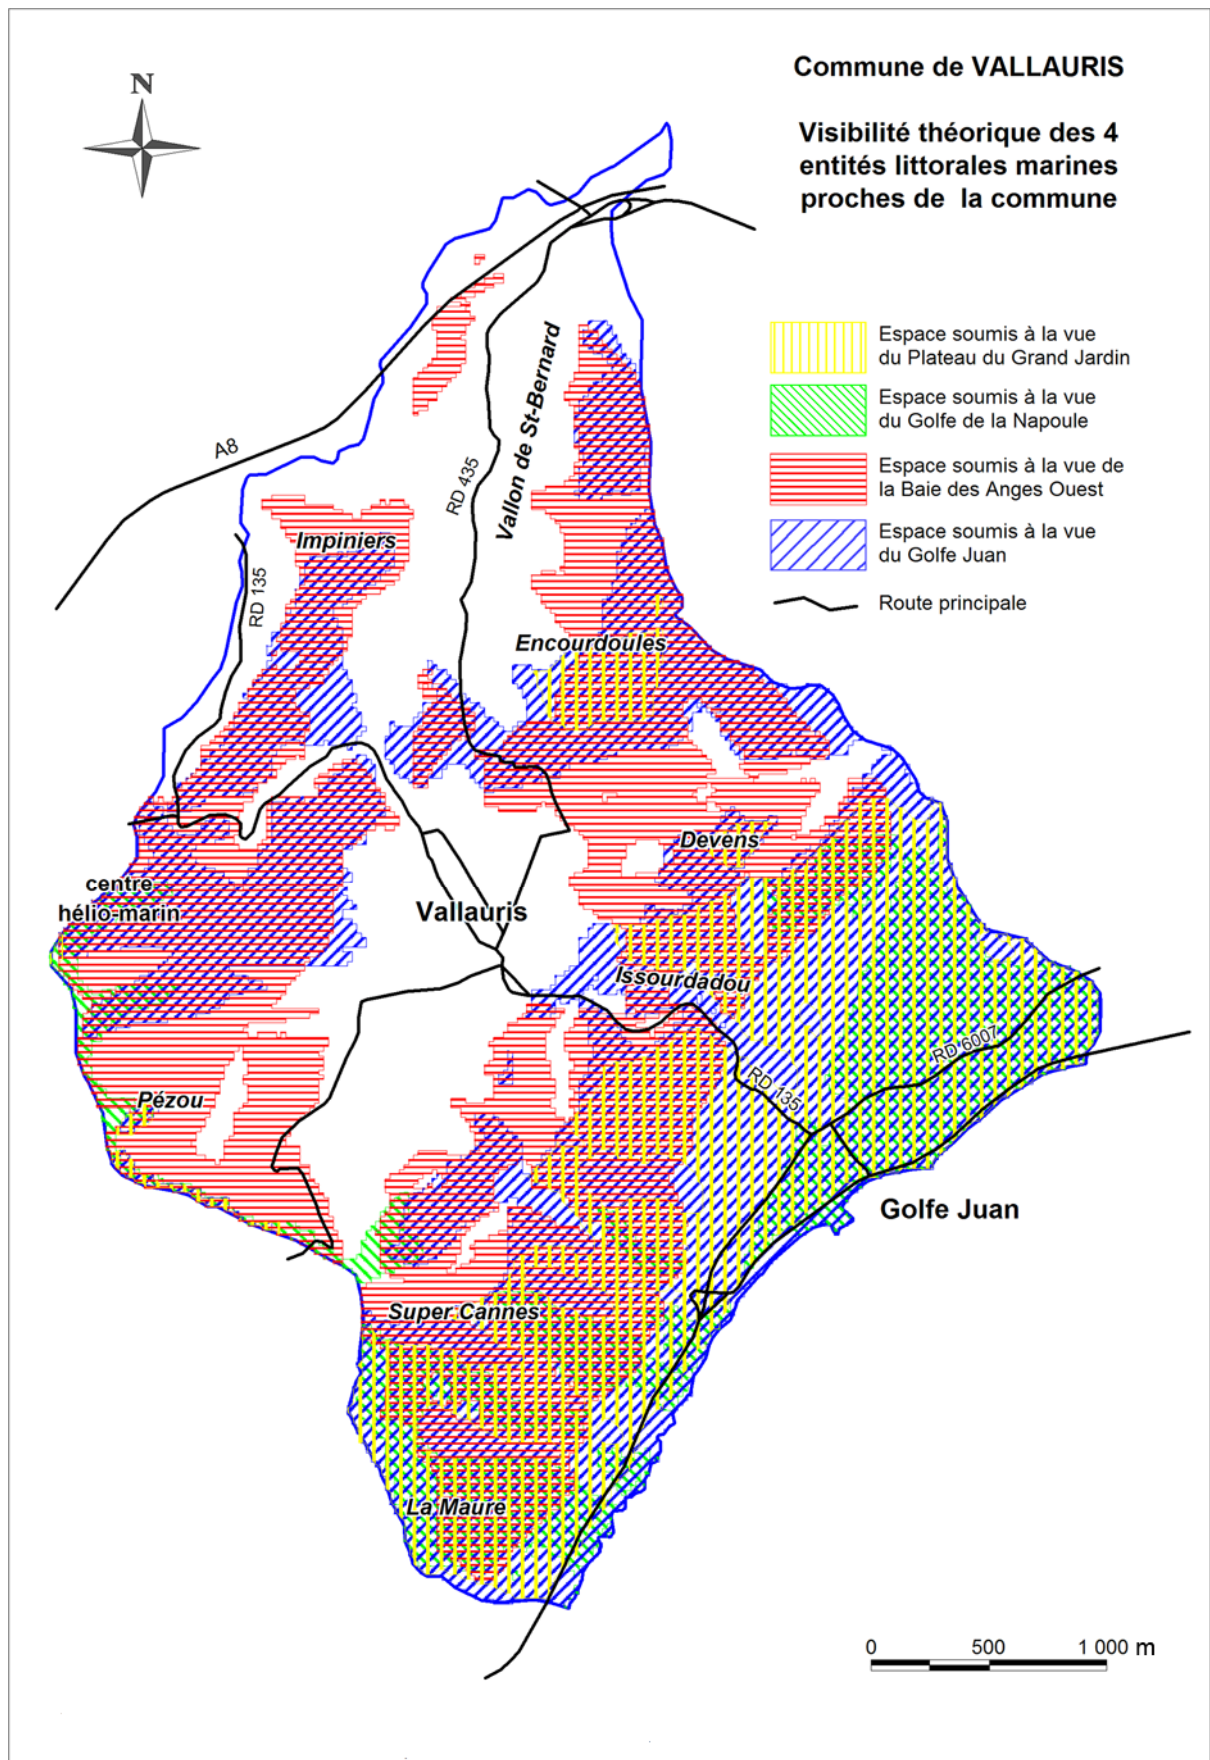 Commune de VALLAURIS
N
Visibilité théorique des 4
entités littorales marines
proches de la commune
Espace soumis à la vue
du Plateau du Grand Jardin
Espace soumis à la vue
du Golfe de la Napoule
Espace soumis à la vue de
la Baie des Anges Ouest
Espace soumis à la vue
du Golfe Juan
Route principale
A8
RD 435
Vallon de St-Bernard
Impiniers
RD 135
Encourdoules
Devens
centre
hélio-marin
Vallauris
Issourdadou
RD 6007
RD 135
Pézou
Golfe Juan
Super Cannes
La Maure
0 500 1 000 m